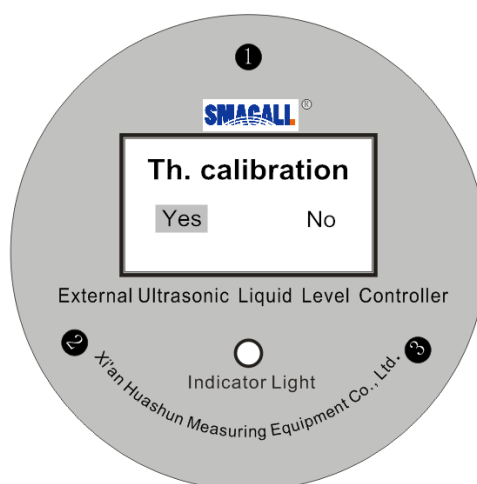 1
SMACALL ®
Th. calibration
Yes No
External Ultrasonic Liquid Level Controller
2 3
Indicator Light
Xi'an Huashun Measuring Equipment Co., Ltd.